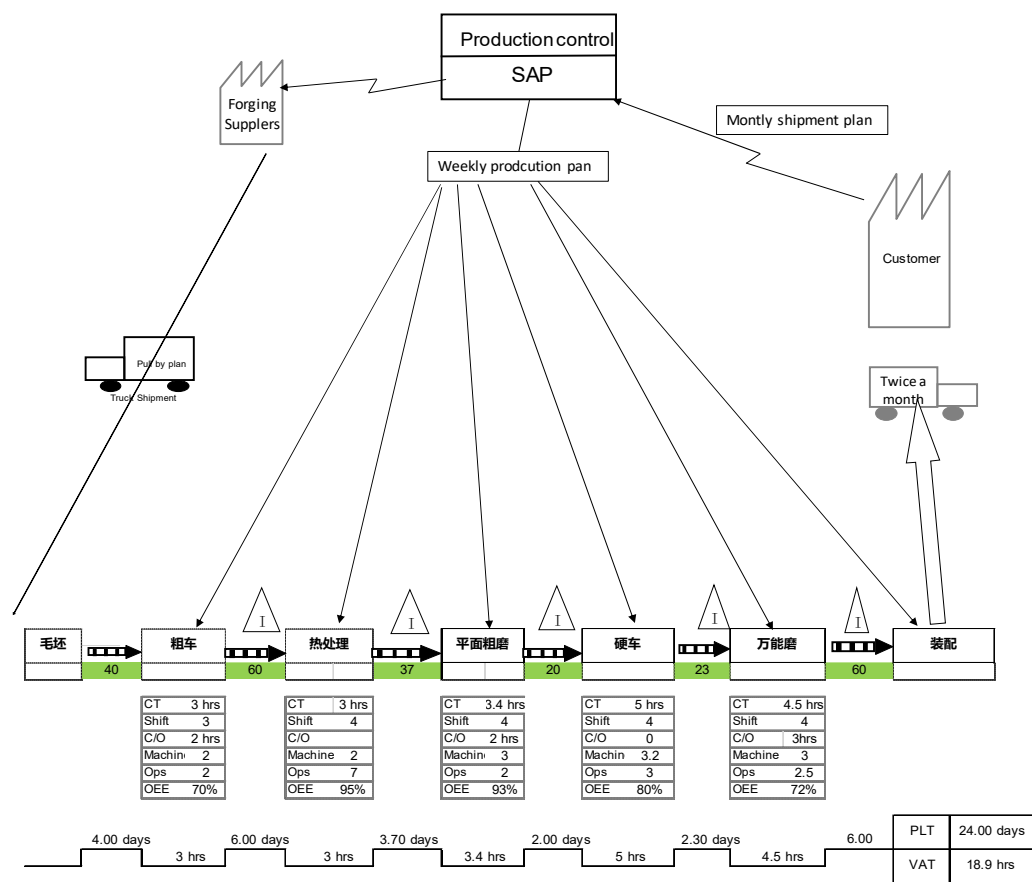 Production control
SAP
Forging
Supplers
Montly shipment plan
Weekly prodcution pan
Customer
Pull by plan
Truck Shipment
Twice a
month
I
I
I
I
I
毛坯
粗车
热处理
平面粗磨
硬车
万能磨
装配
40
60
37
20
23
60
CT 3 hrs
Shift 3
C/O 2 hrs
Machin 2
Ops 2
OEE 70%
CT 3 hrs
Shift 4
C/O
Machine 2
Ops 7
OEE 95%
CT 3.4 hrs
Shift 4
C/O 2 hrs
Machine 3
Ops 2
OEE 93%
CT 5 hrs
Shift 4
C/O 0
Machin 3.2
Ops 3
OEE 80%
CT 4.5 hrs
Shift 4
C/O 3hrs
Machine 3
Ops 2.5
OEE 72%
4.00 days
6.00 days
3.70 days
2.00 days
2.30 days
6.00
3 hrs
3 hrs
3.4 hrs
5 hrs
4.5 hrs
PLT 24.00 days
VAT 18.9 hrs